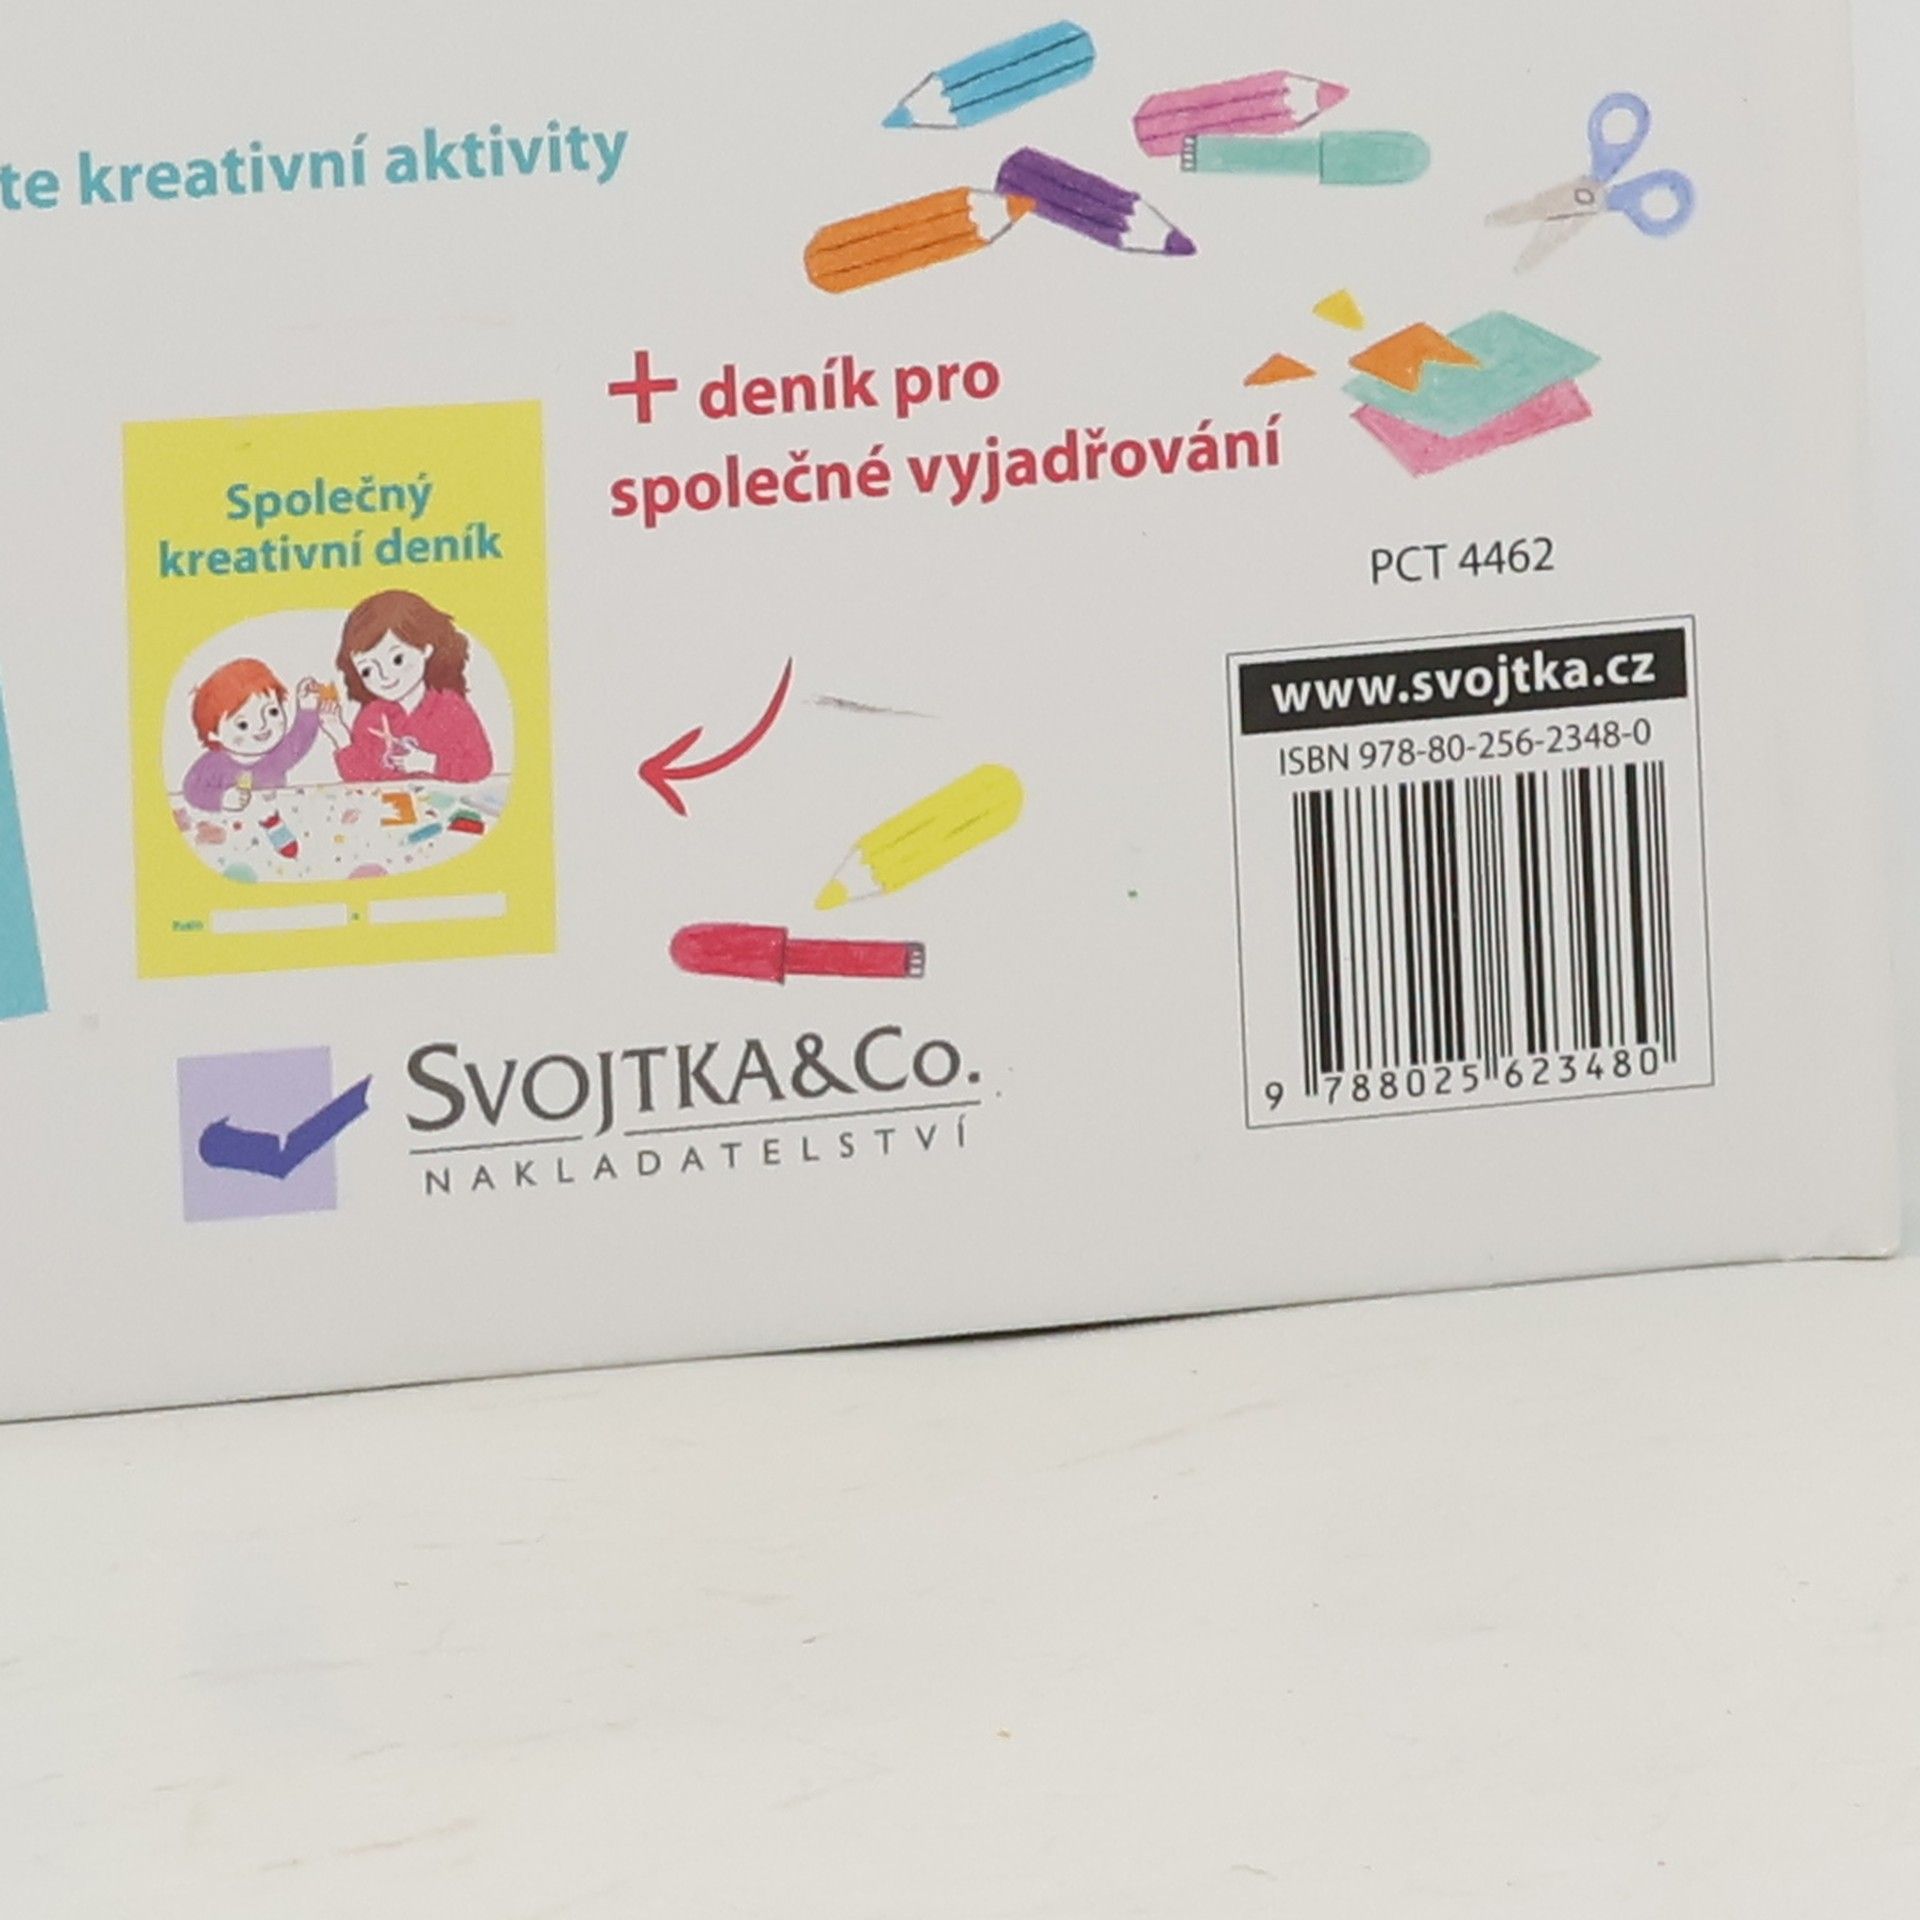 te kreativní aktivity
+ deník pro
společné vyjadřování
Společný
kreativní deník
PCT 4462
www.svojtka.cz
ISBN 978-80-256-2348-0
9 788025 623480
SVOJTKA&CO.
NAKLADATELSTVÍ